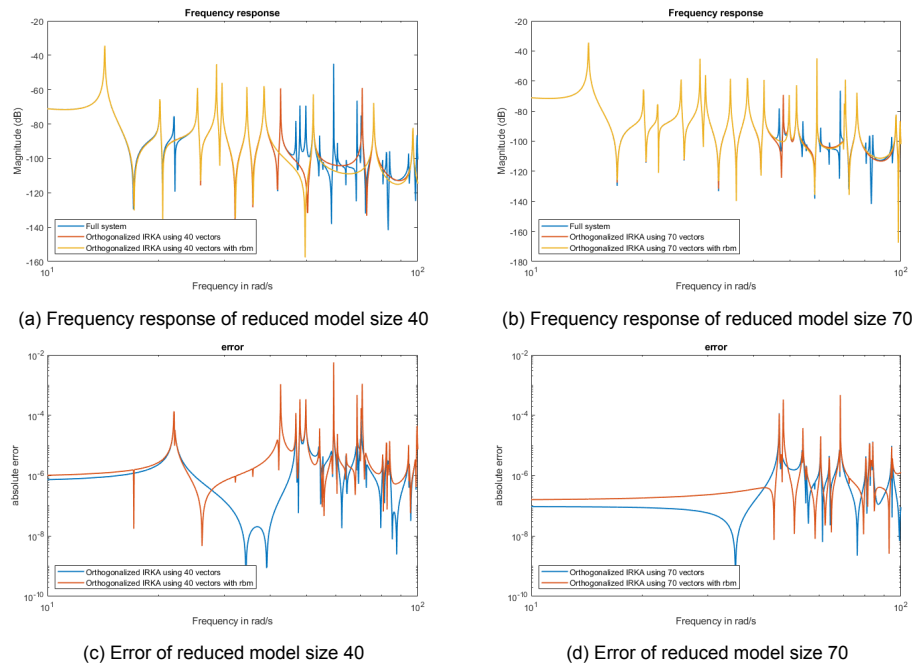 Frequency response
-20
-40
-60
-80
-100
-120
-140
-160
Magnitude (dB)
Full system
Orthogonalized IRKA using 40 vectors
Orthogonalized IRKA using 40 vectors with rbm
10^1
10^2
Frequency in rad/s
(a) Frequency response of reduced model size 40
Frequency response
-20
-40
-60
-80
-100
-120
-140
-160
-180
Magnitude (dB)
Full system
Orthogonalized IRKA using 70 vectors
Orthogonalized IRKA using 70 vectors with rbm
10^1
10^2
Frequency in rad/s
(b) Frequency response of reduced model size 70
error
10^-2
10^-4
10^-6
10^-8
10^-10
absolute error
Orthogonalized IRKA using 40 vectors
Orthogonalized IRKA using 40 vectors with rbm
10^1
10^2
Frequency in rad/s
(c) Error of reduced model size 40
error
10^-2
10^-4
10^-6
10^-8
10^-10
absolute error
Orthogonalized IRKA using 70 vectors
Orthogonalized IRKA using 70 vectors with rbm
10^1
10^2
Frequency in rad/s
(d) Error of reduced model size 70